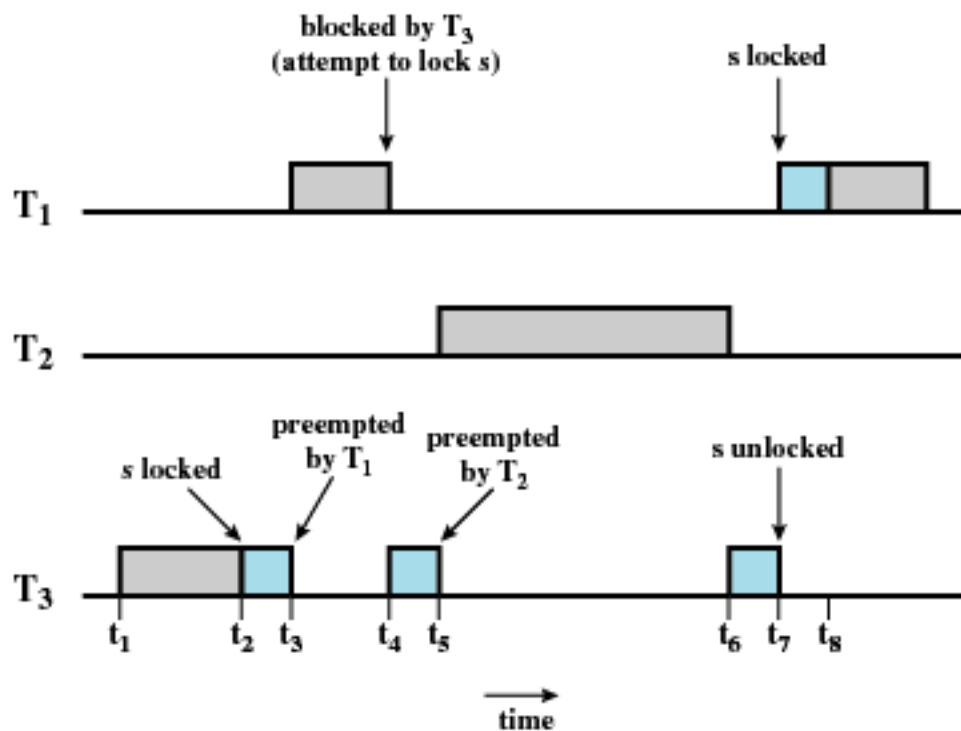 blocked by T₃
(attempt to lock s)
s locked
T₁
T₂
preempted
by T₁
preempted
by T₂
s locked
s unlocked
T₃
t₁ t₂ t₃ t₄ t₅ t₆ t₇ t₈
time